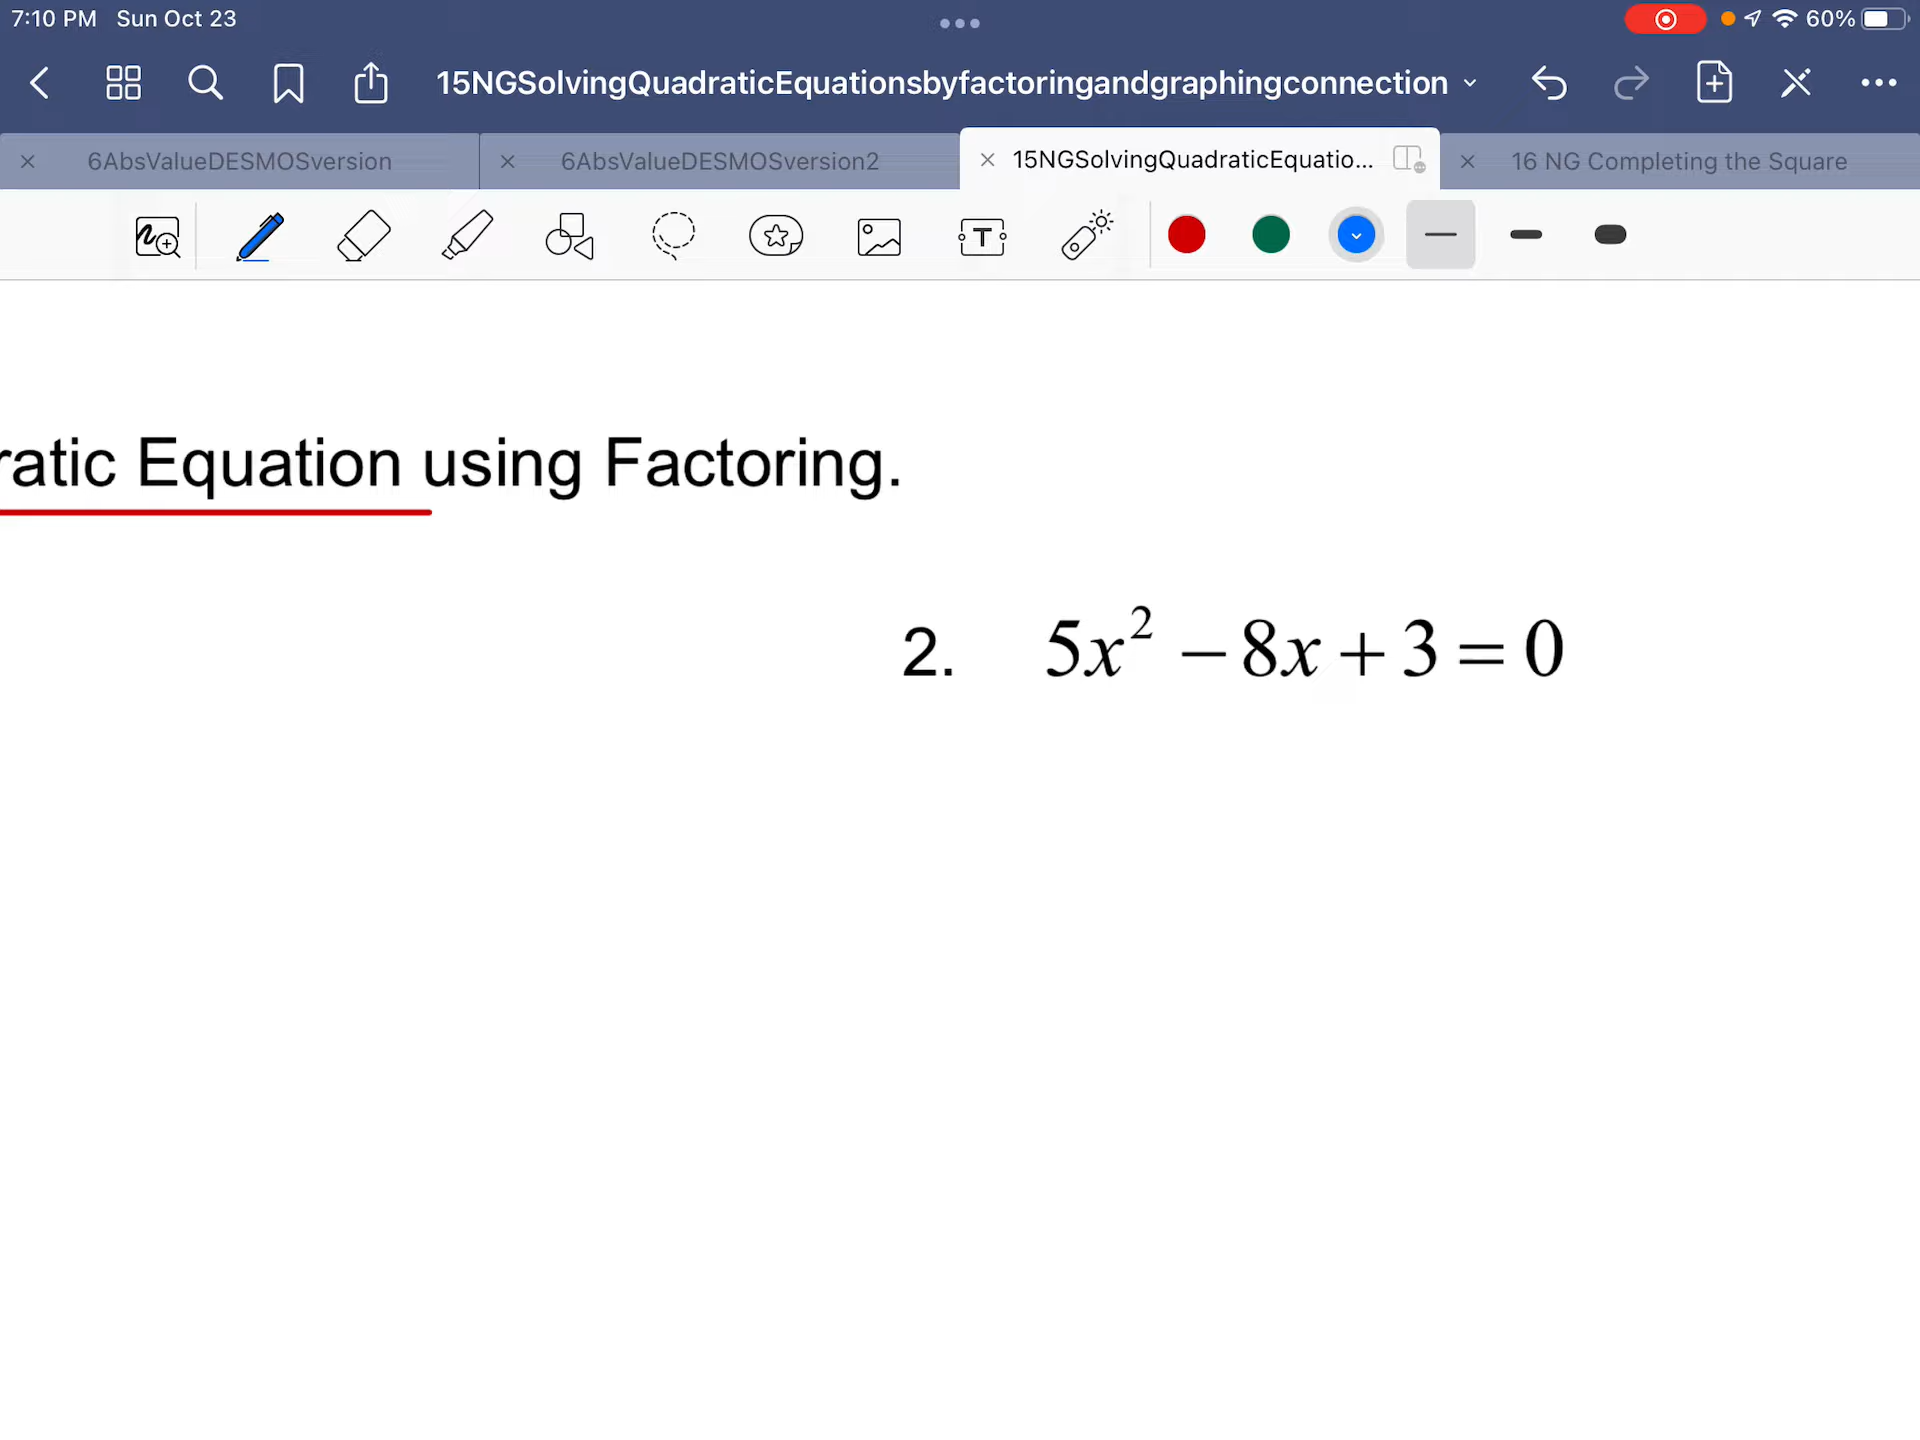 7:10 PM Sun Oct 23
60%
15NGSolvingQuadraticEquationsbyfactoringandgraphingconnection
6AbsValueDESMOSversion
6AbsValueDESMOSversion2
15NGSolvingQuadraticEquatio...
16 NG Completing the Square
T
ratic Equation using Factoring.
2. 5x² − 8x + 3 = 0